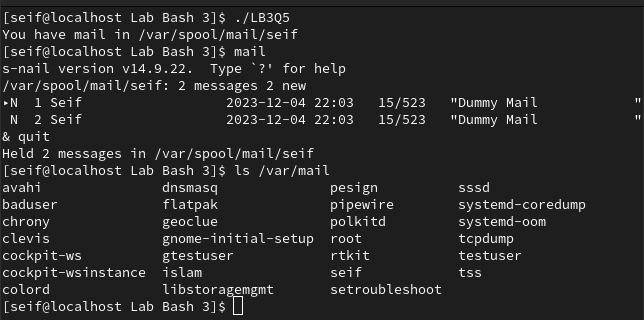 [seif@localhost Lab Bash 3]$ ./LB3Q5
You have mail in /var/spool/mail/seif
[seif@localhost Lab Bash 3]$ mail
s-nail version v14.9.22.  Type `?' for help
/var/spool/mail/seif: 2 messages 2 new
▸N  1 Seif                  2023-12-04 22:03   15/523   "Dummy Mail            "
 N  2 Seif                  2023-12-04 22:03   15/523   "Dummy Mail            "
& quit
Held 2 messages in /var/spool/mail/seif
[seif@localhost Lab Bash 3]$ ls /var/mail
avahi               dnsmasq              pesign          sssd
baduser             flatpak              pipewire        systemd-coredump
chrony              geoclue              polkitd         systemd-oom
clevis              gnome-initial-setup  root            tcpdump
cockpit-ws          gtestuser            rtkit           testuser
cockpit-wsinstance  islam                seif            tss
colord              libstoragemgmt       setroubleshoot
[seif@localhost Lab Bash 3]$